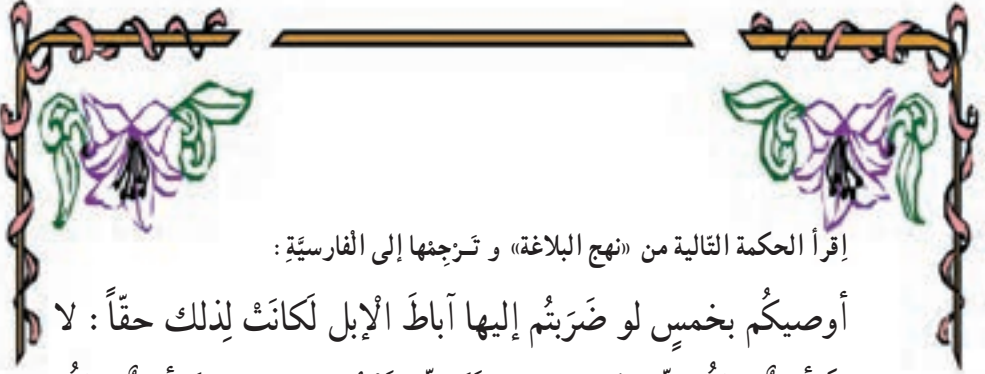 اِقرأ الحكمة التّالية من «نهج البلاغة» و تَـرْجِمْها إلى الْفارسيَّةِ :
أوصيكُم بخمسٍ لو ضَرَبتُم إليها آباطَ الْإبل لَكانَتْ لِذلك حقّاً : لا